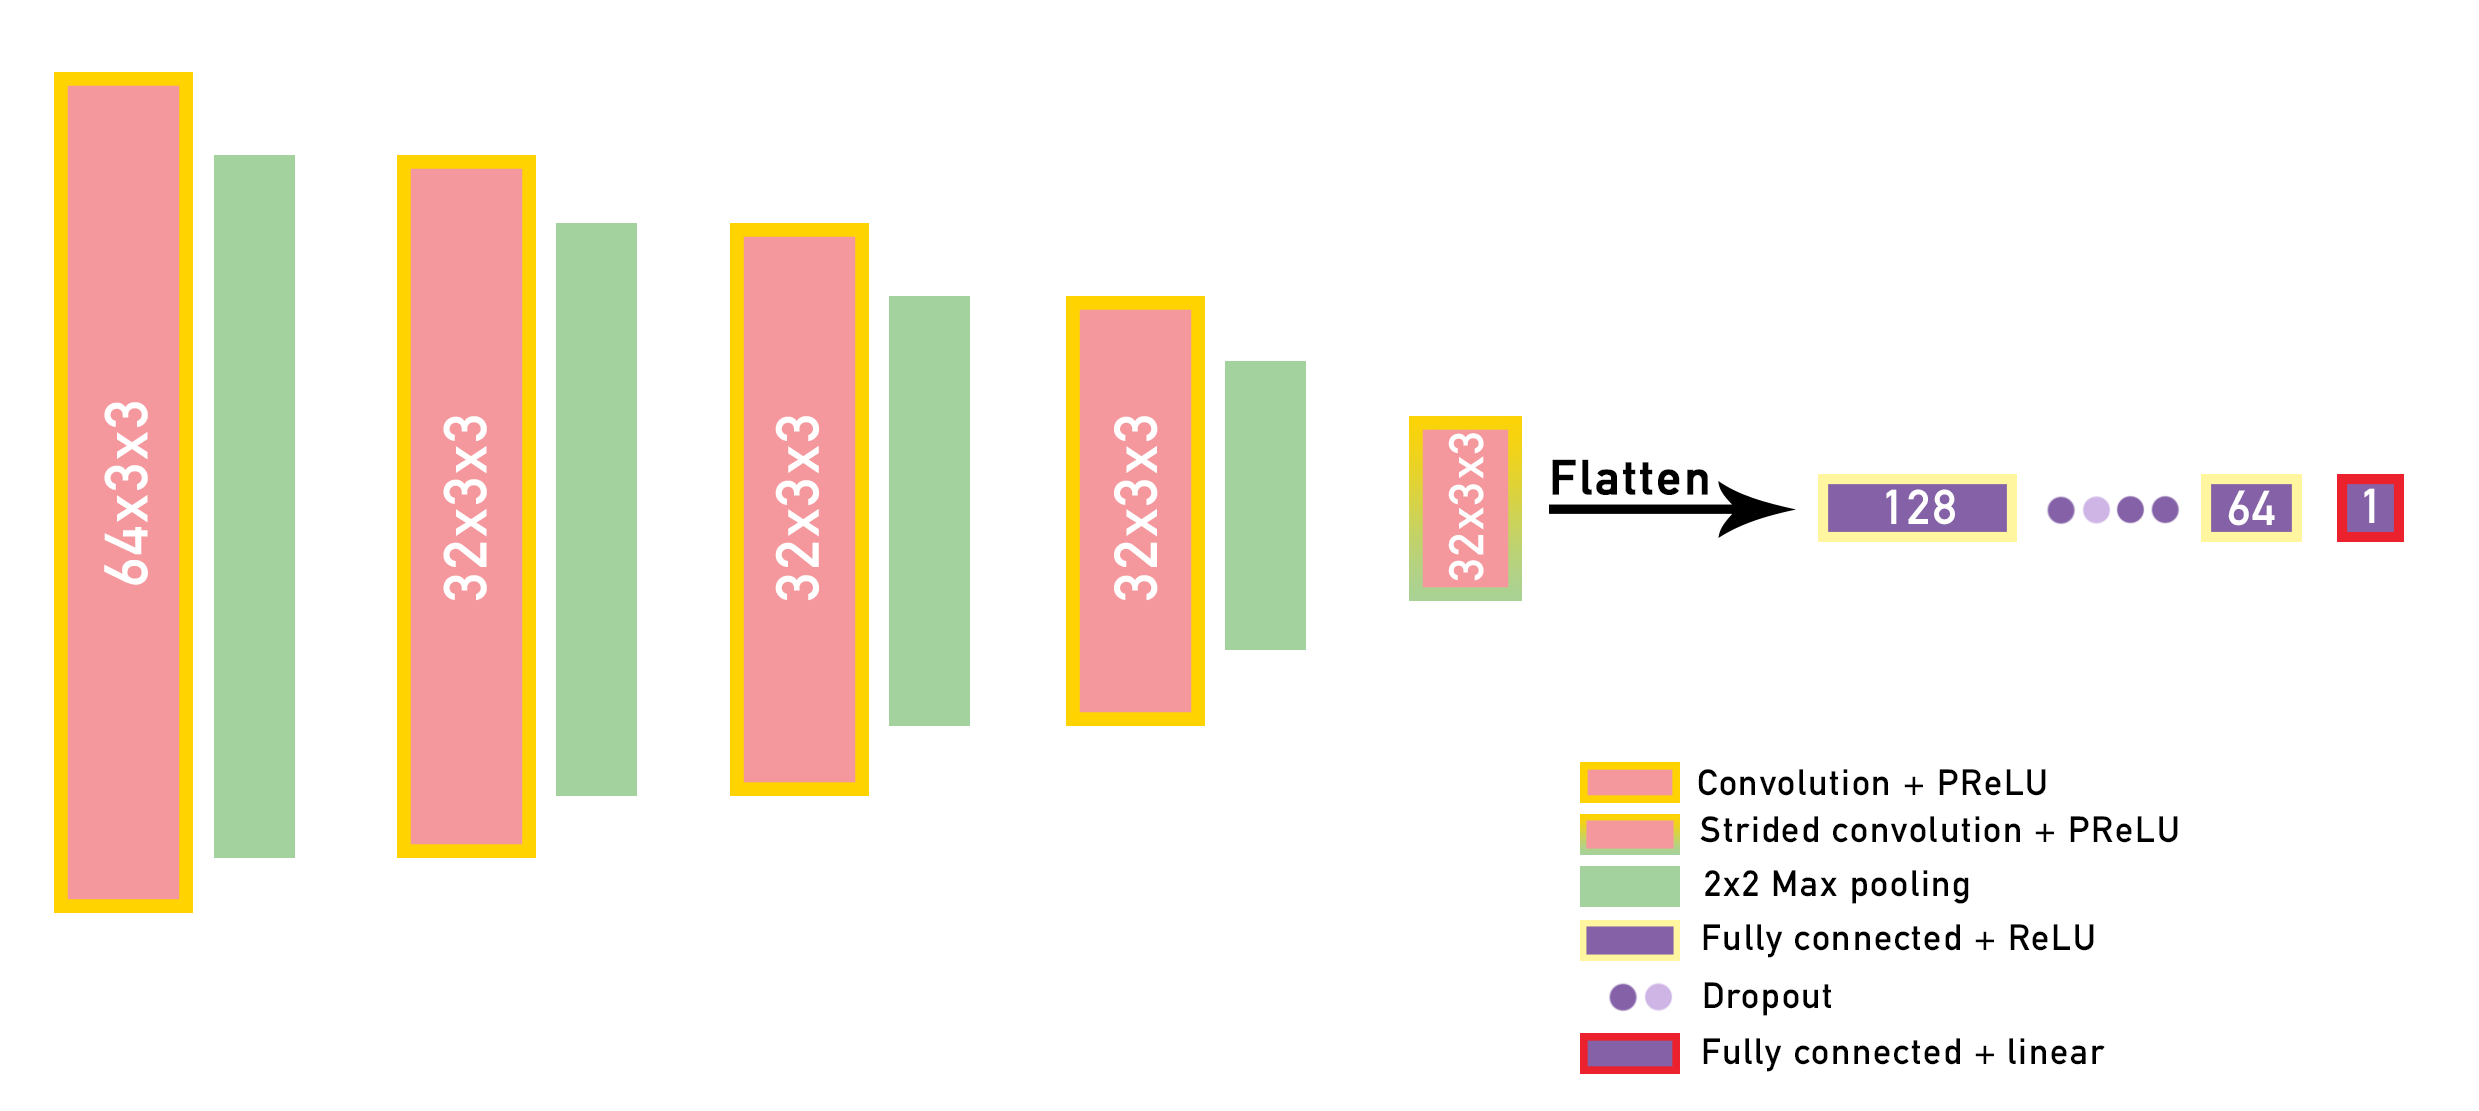 64x3x3
32x3x3
32x3x3
32x3x3
32x3x3
Flatten
128
64
1
Convolution + PReLU
Strided convolution + PReLU
2x2 Max pooling
Fully connected + ReLU
Dropout
Fully connected + linear